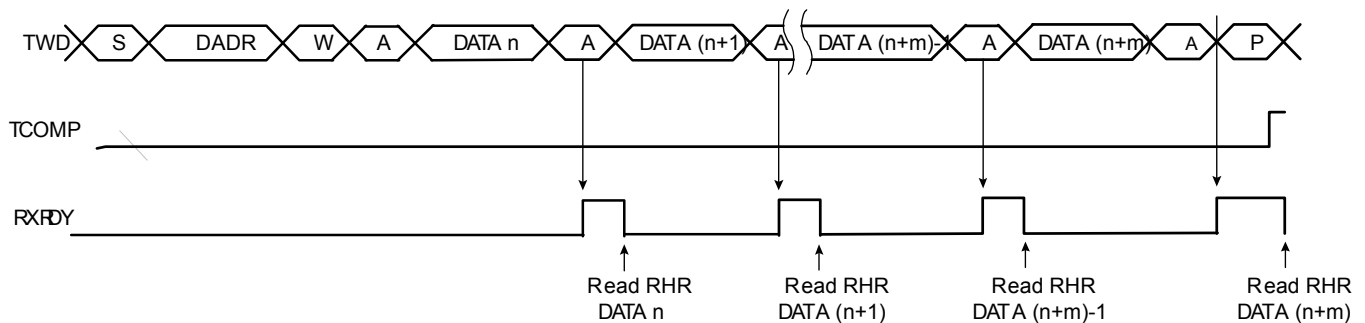 TWD S DADR W A DATA n A DATA (n+1) A DATA (n+m)-1 A DATA (n+m) A P
TCOMP
RXRDY
Read RHR Read RHR Read RHR Read RHR
DATA n DATA (n+1) DATA (n+m)-1 DATA (n+m)